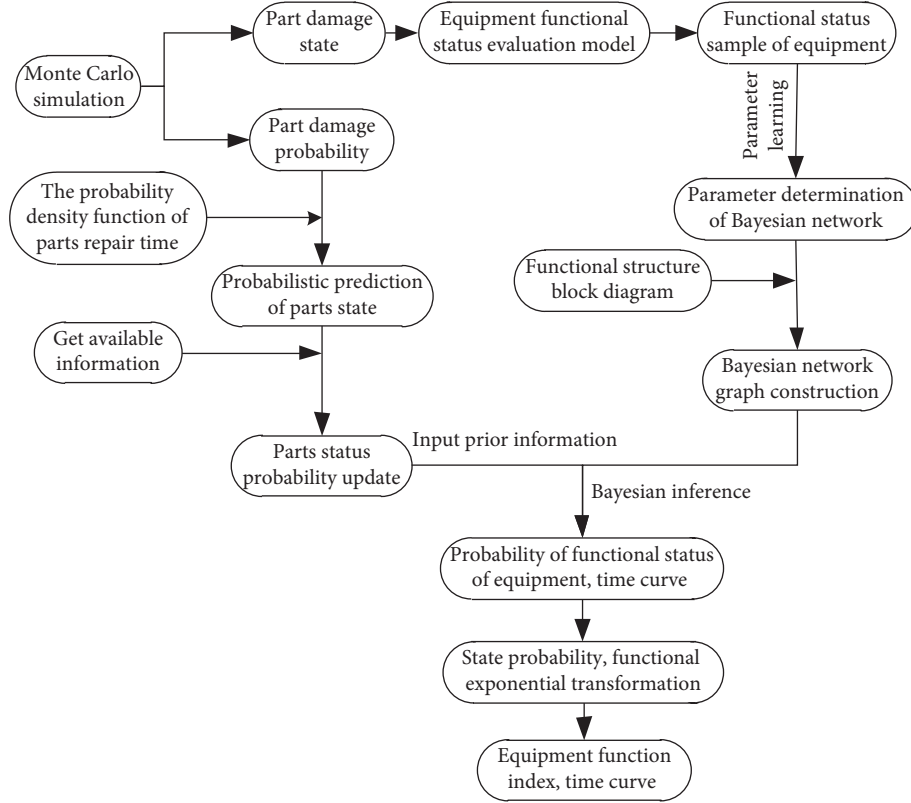 Part damage
state
Equipment functional
status evaluation model
Functional status
sample of equipment
Monte Carlo
simulation
Part damage
probability
Parameter
learning
The probability
density function of
parts repair time
Parameter determination
of Bayesian network
Functional structure
block diagram
Probabilistic prediction
of parts state
Get available
information
Bayesian network
graph construction
Parts status
probability update
Input prior information
Bayesian inference
Probability of functional status
of equipment, time curve
State probability, functional
exponential transformation
Equipment function
index, time curve